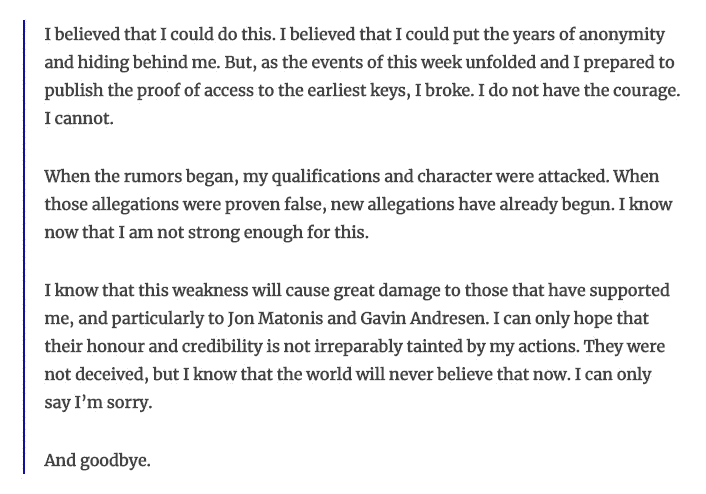 I believed that I could do this. I believed that I could put the years of anonymity
and hiding behind me. But, as the events of this week unfolded and I prepared to
publish the proof of access to the earliest keys, I broke. I do not have the courage.
I cannot.
When the rumors began, my qualifications and character were attacked. When
those allegations were proven false, new allegations have already begun. I know
now that I am not strong enough for this.
I know that this weakness will cause great damage to those that have supported
me, and particularly to Jon Matonis and Gavin Andresen. I can only hope that
their honour and credibility is not irreparably tainted by my actions. They were
not deceived, but I know that the world will never believe that now. I can only
say I’m sorry.
And goodbye.